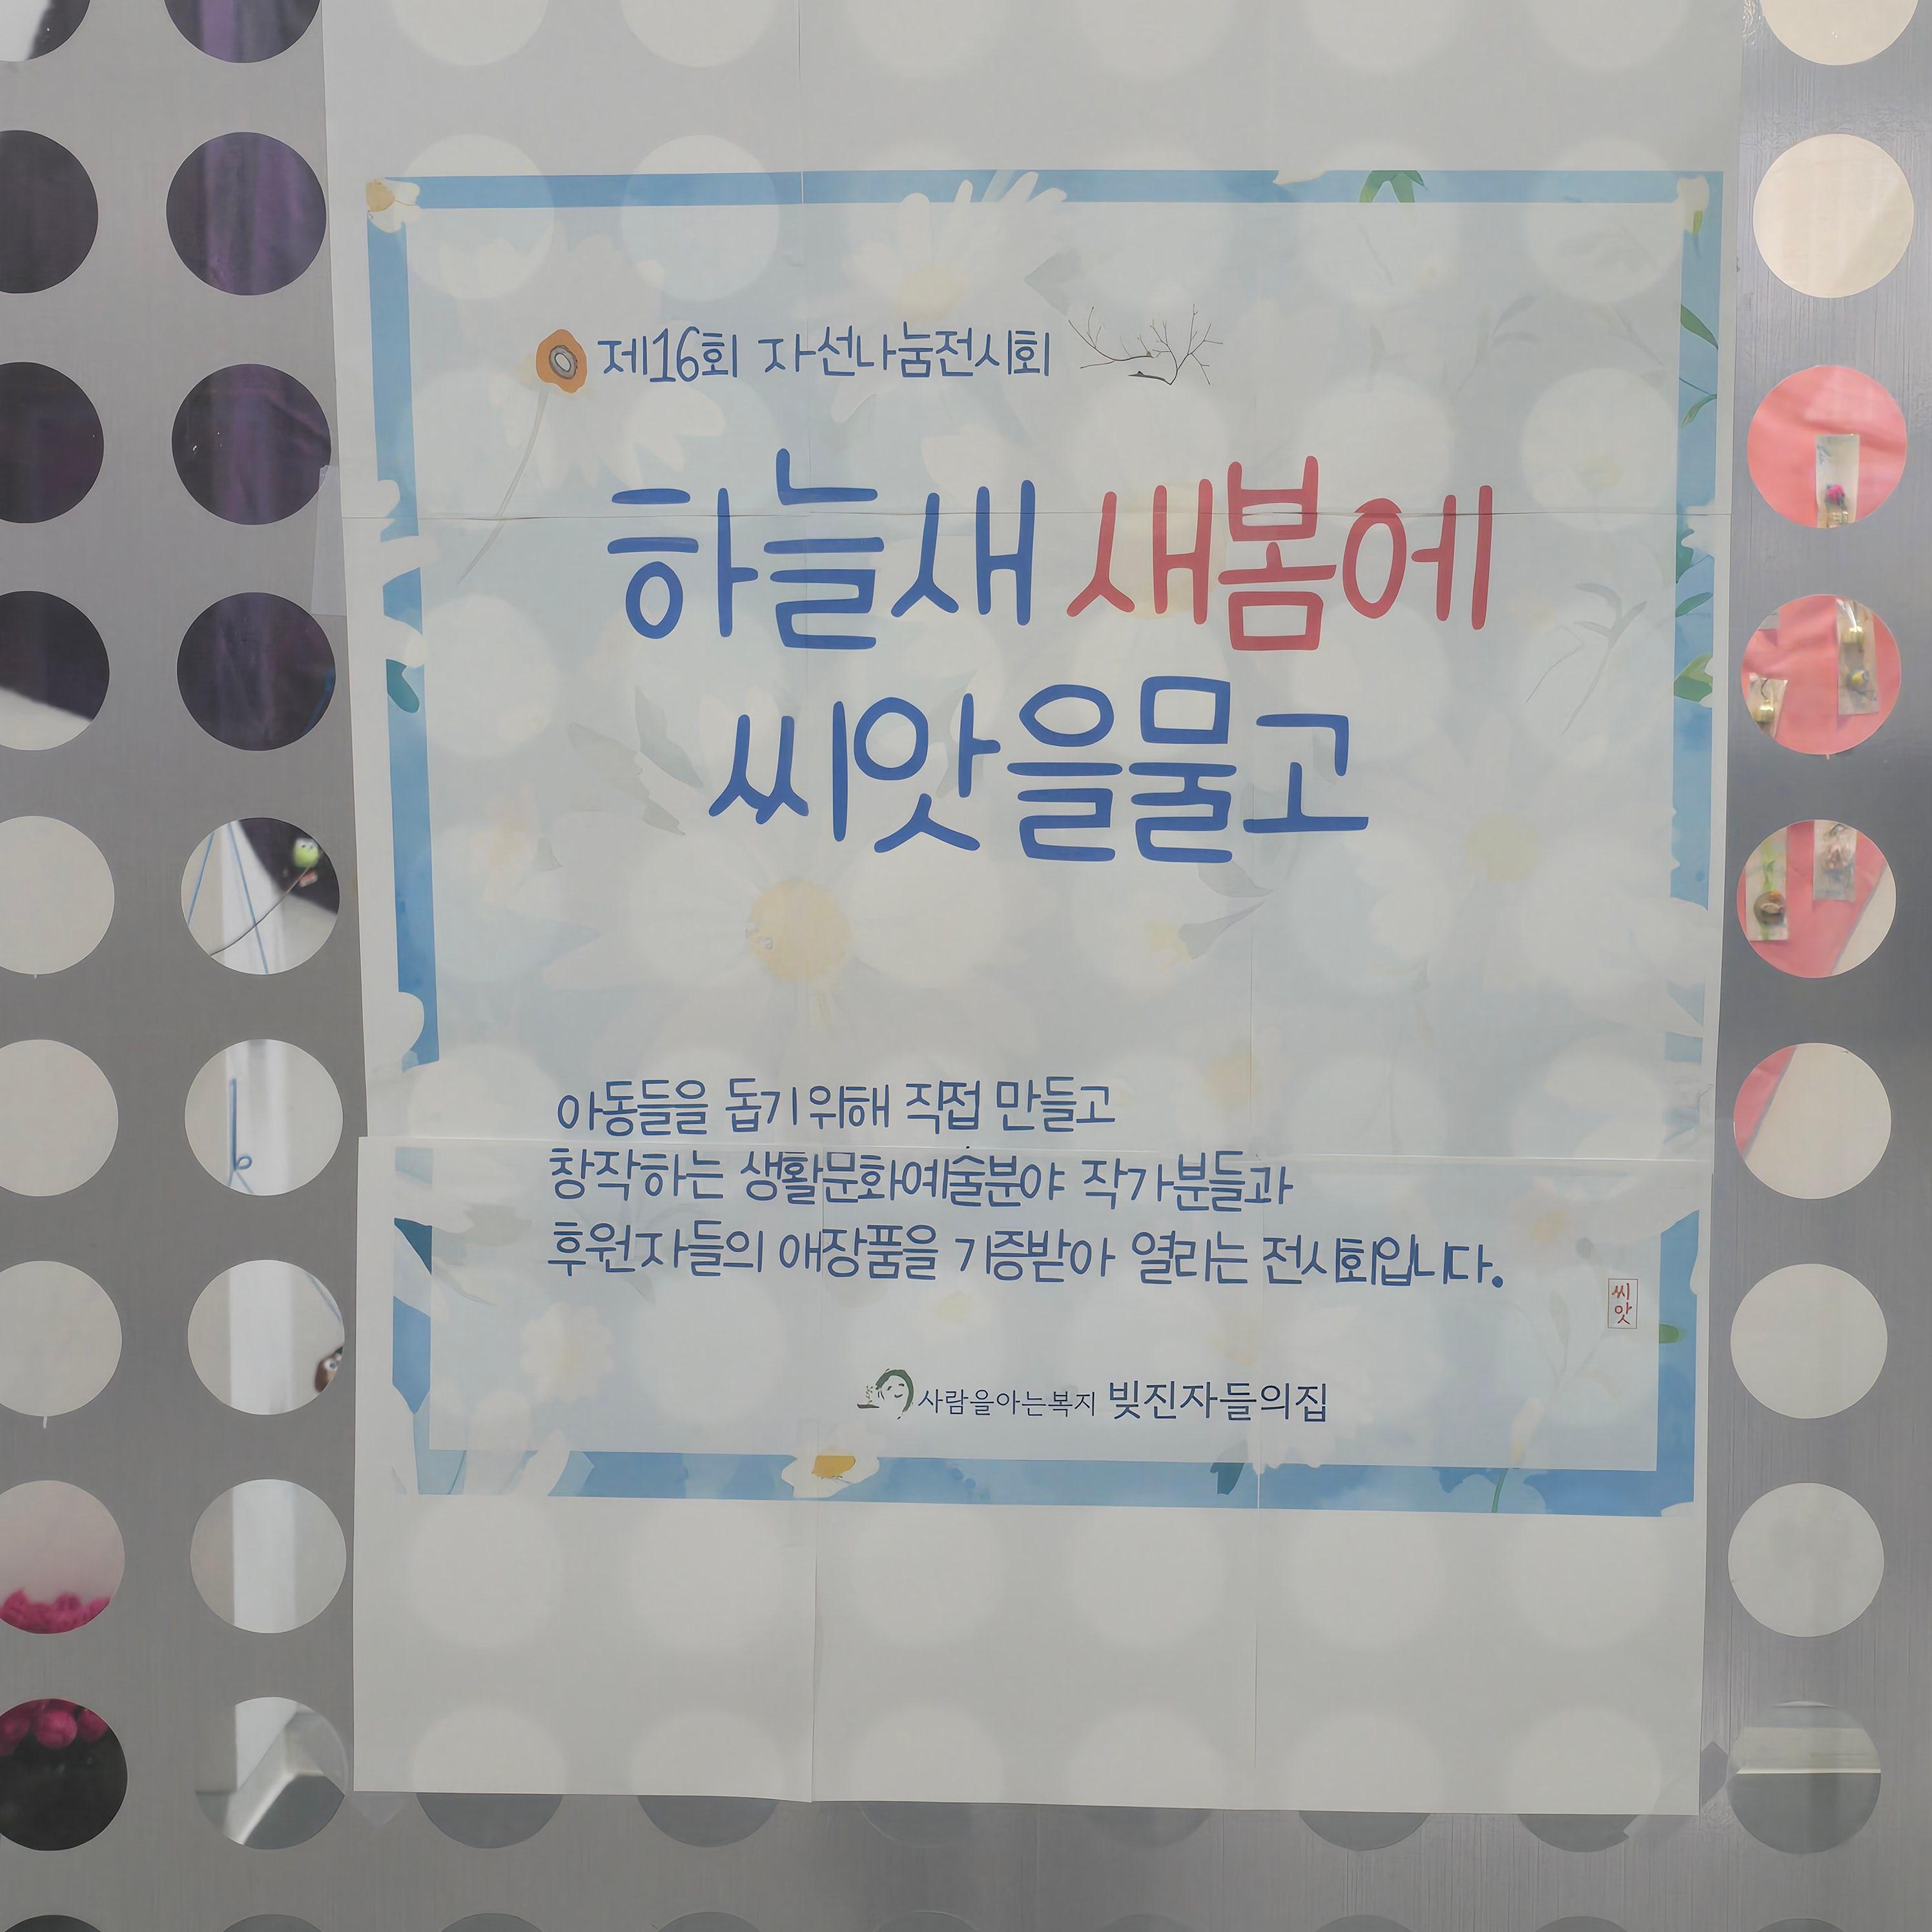 제16회 자선나눔전시회
하늘새 새봄에
씨앗을물고
아동들을 돕기위해 직접 만들고
창작하는 생활문화예술분야 작가분들과
후원자들의 애장품을 기증받아 열리는 전시회입니다.
씨
앗
사람을아는복지 빚진자들의집